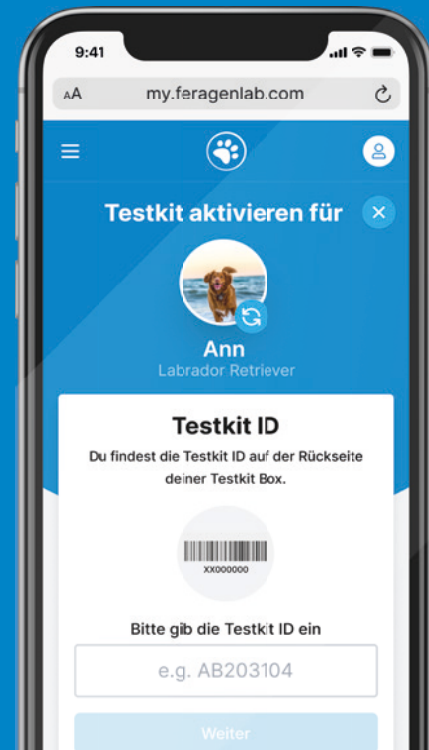 9:41
AA my.feragenlab.com
Testkit aktivieren für
Ann
Labrador Retriever
Testkit ID
Du findest die Testkit ID auf der Rückseite
deiner Testkit Box.
XX000000
Bitte gib die Testkit ID ein
e.g. AB203104
Weiter